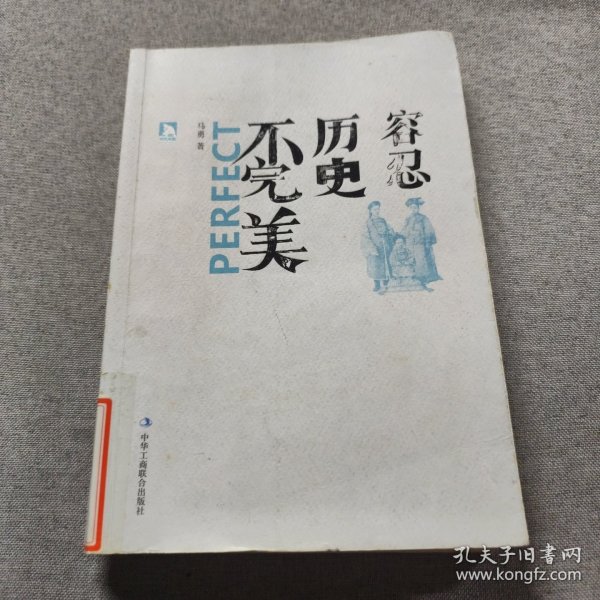 容忍
历史
不完美
PERFECT
马勇 著
中华工商联合出版社
孔夫子旧书网
www.kongfz.com